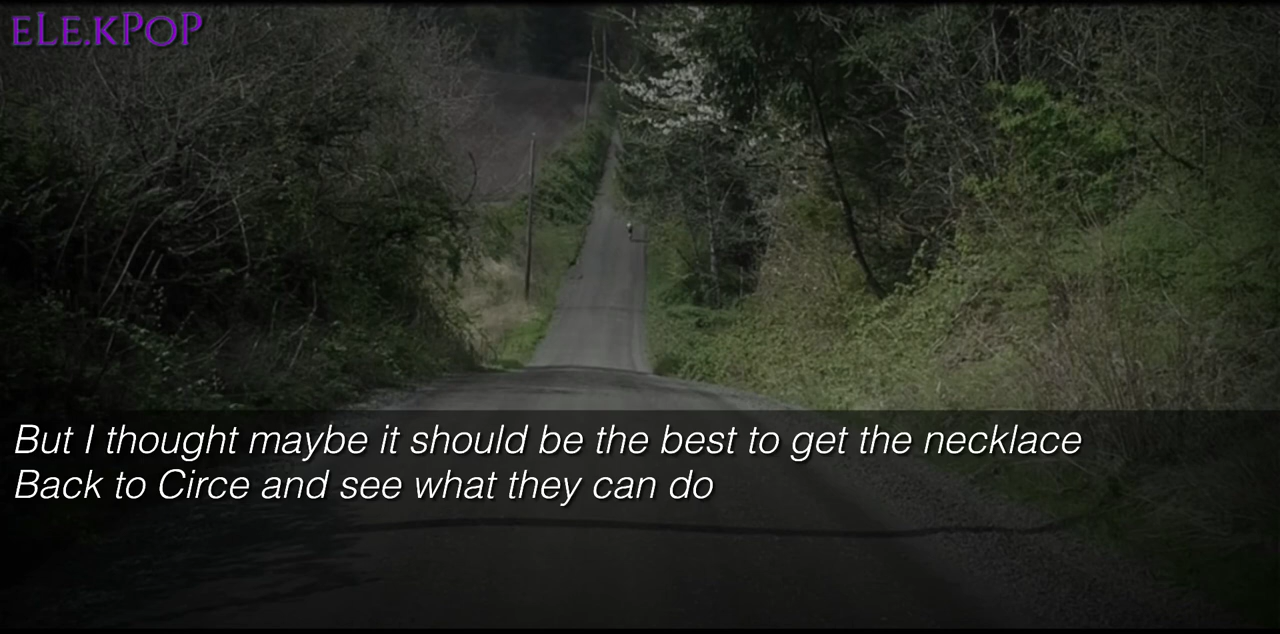 ELE.KPOP
But I thought maybe it should be the best to get the necklace
Back to Circe and see what they can do